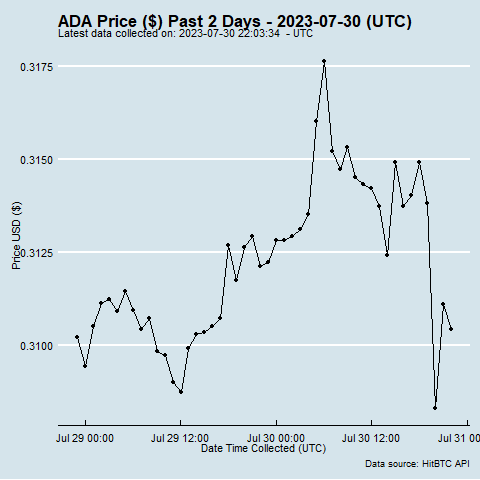 ADA Price ($) Past 2 Days - 2023-07-30 (UTC)
Latest data collected on: 2023-07-30 22:03:34 - UTC
0.3175
0.3150
0.3125
0.3100
Price USD ($)
Jul 29 00:00 Jul 29 12:00 Jul 30 00:00 Jul 30 12:00 Jul 31 00
Date Time Collected (UTC)
Data source: HitBTC API